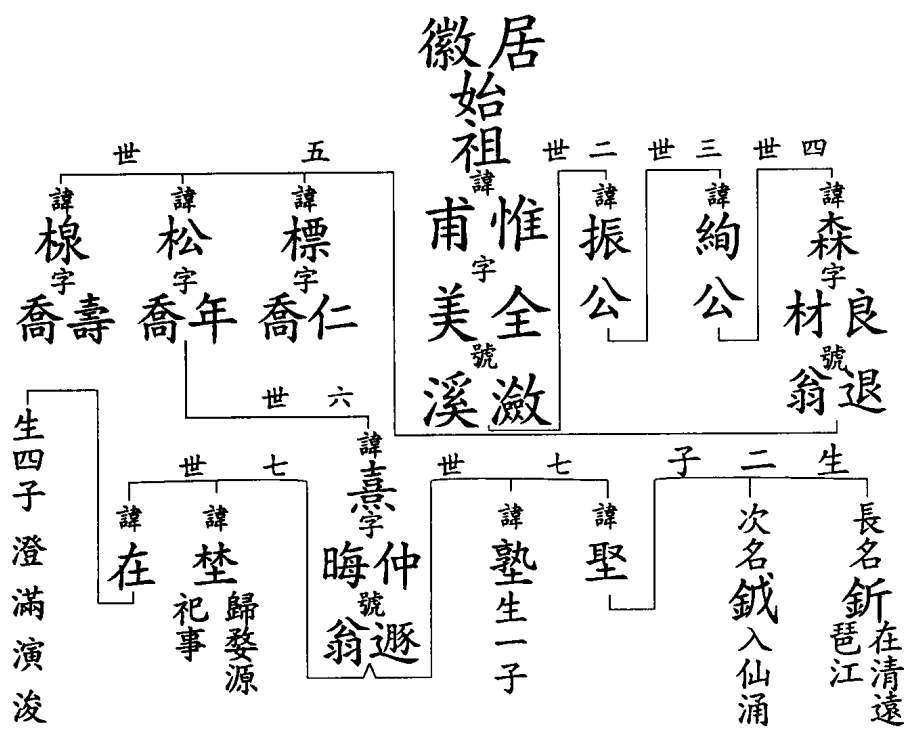 居徽始祖
諱惟甫字全美號瀲溪
二世
諱振公
三世
諱絢公
四世
諱森字良材號退翁
五世
諱標字仁喬
諱松字年喬
諱㮩字壽喬
六世
諱熹字仲晦號遯翁
七世
諱塾生一子
諱埜
歸婺源祀事
諱在
生四子
澄
滿
演
浚
七世
諱堅
生二子
長名釿
在清遠琶江
次名鉞入仙涌